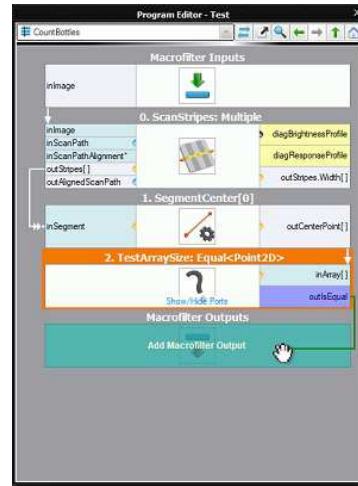 Program Editor - Test
CountBottles
Macrofilter Inputs
inImage
0. ScanStripes: Multiple
inImage
inScanPath
inScanPathAlignment*
outStripes[]
outAlignedScanPath
diagBrightnessProfile
diagResponseProfile
outStripes.Width[]
1. SegmentCenter[0]
inSegment
outCenterPoint[]
2. TestArraySize: Equal<Point2D>
Show/Hide Ports
inArray[]
outIsEqual
Macrofilter Outputs
Add Macrofilter Output